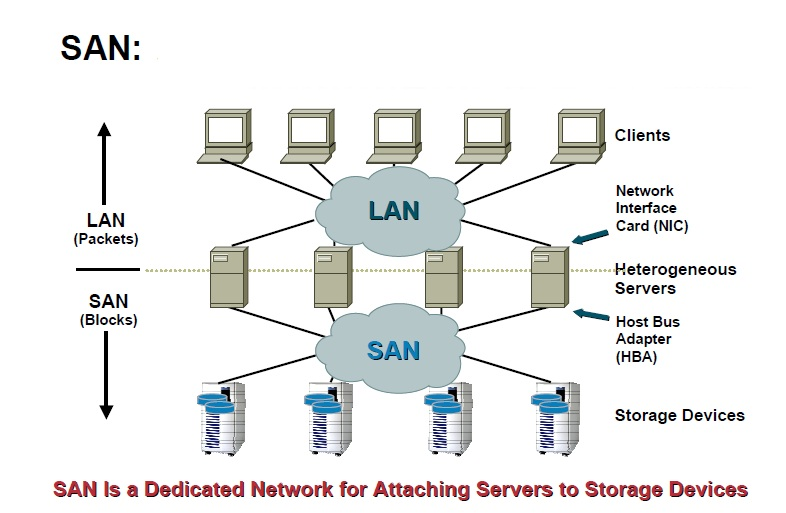 SAN:
Clients
LAN
Network
Interface
Card (NIC)
LAN
(Packets)
Heterogeneous
Servers
SAN
(Blocks)
Host Bus
Adapter
(HBA)
SAN
Storage Devices
SAN Is a Dedicated Network for Attaching Servers to Storage Devices